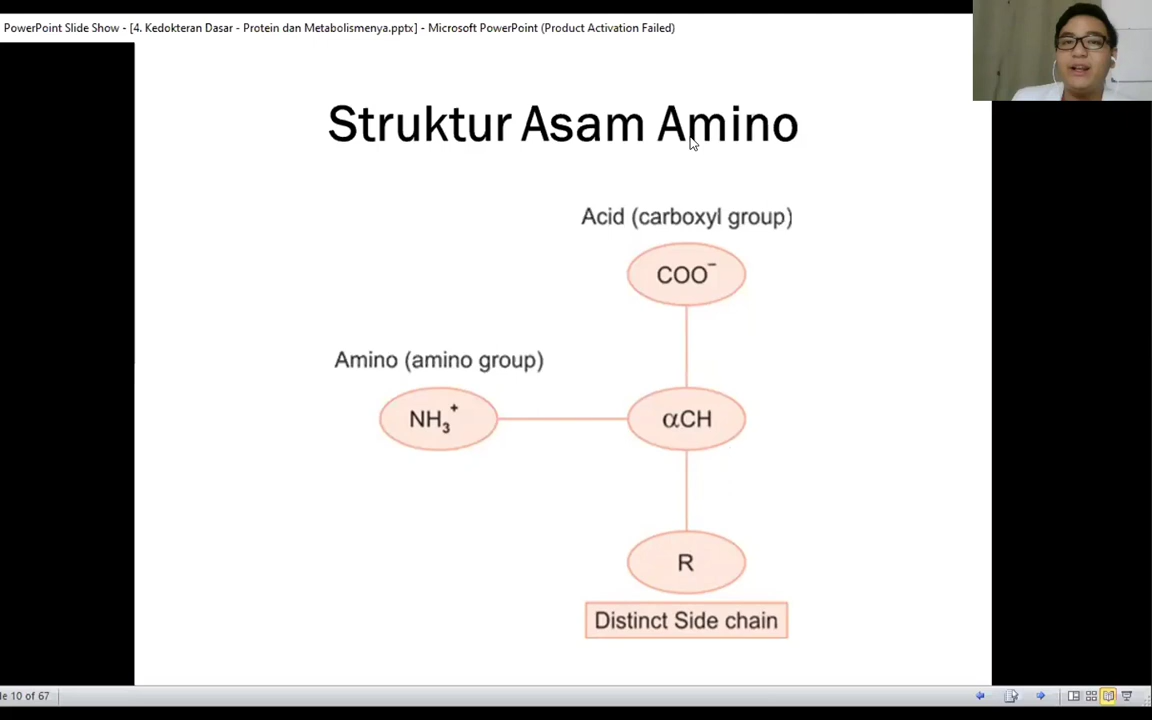 PowerPoint Slide Show - [4. Kedokteran Dasar - Protein dan Metabolismenya.pptx] - Microsoft PowerPoint (Product Activation Failed)
Struktur Asam Amino
Acid (carboxyl group)
COO⁻
Amino (amino group)
NH₃⁺
αCH
R
Distinct Side chain
le 10 of 67